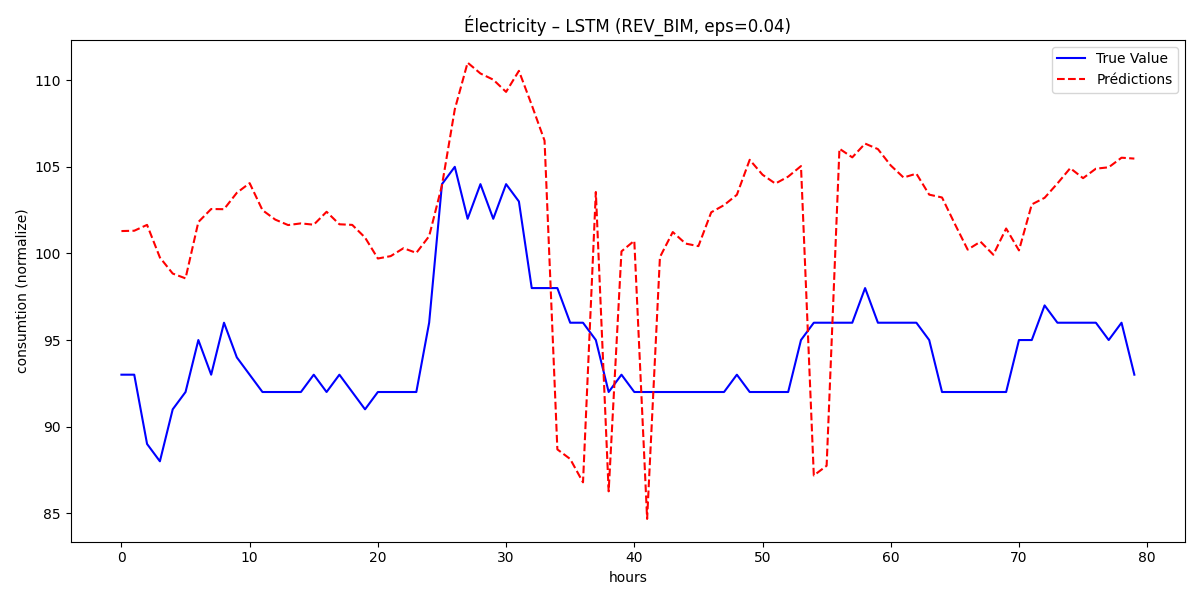 Électricity – LSTM (REV_BIM, eps=0.04)
True Value
Prédictions
consumtion (normalize)
110
105
100
95
90
85
0 10 20 30 40 50 60 70 80
hours